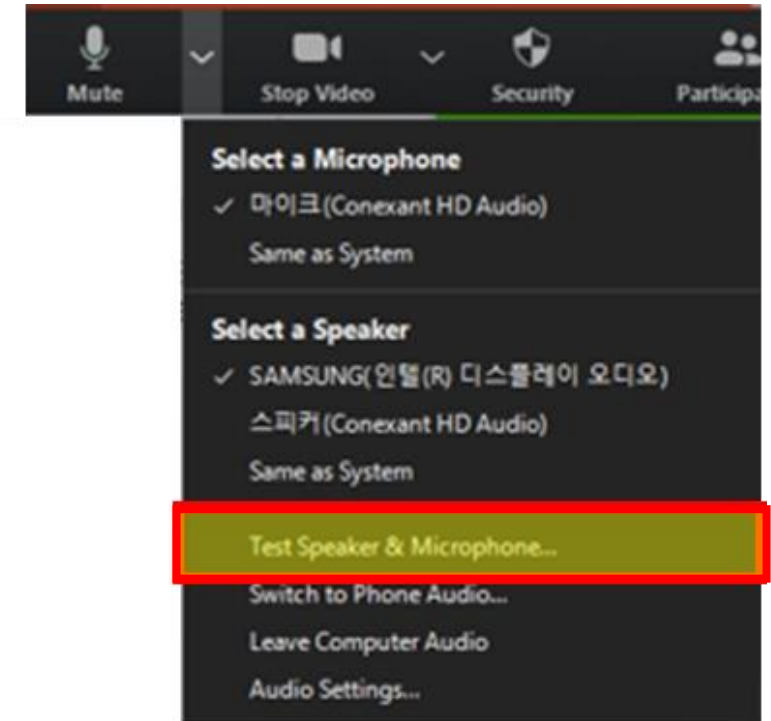 Mute Stop Video Security Participa
Select a Microphone
✓ 마이크(Conexant HD Audio)
Same as System
Select a Speaker
✓ SAMSUNG(인텔(R) 디스플레이 오디오)
스피커(Conexant HD Audio)
Same as System
Test Speaker & Microphone...
Switch to Phone Audio...
Leave Computer Audio
Audio Settings...